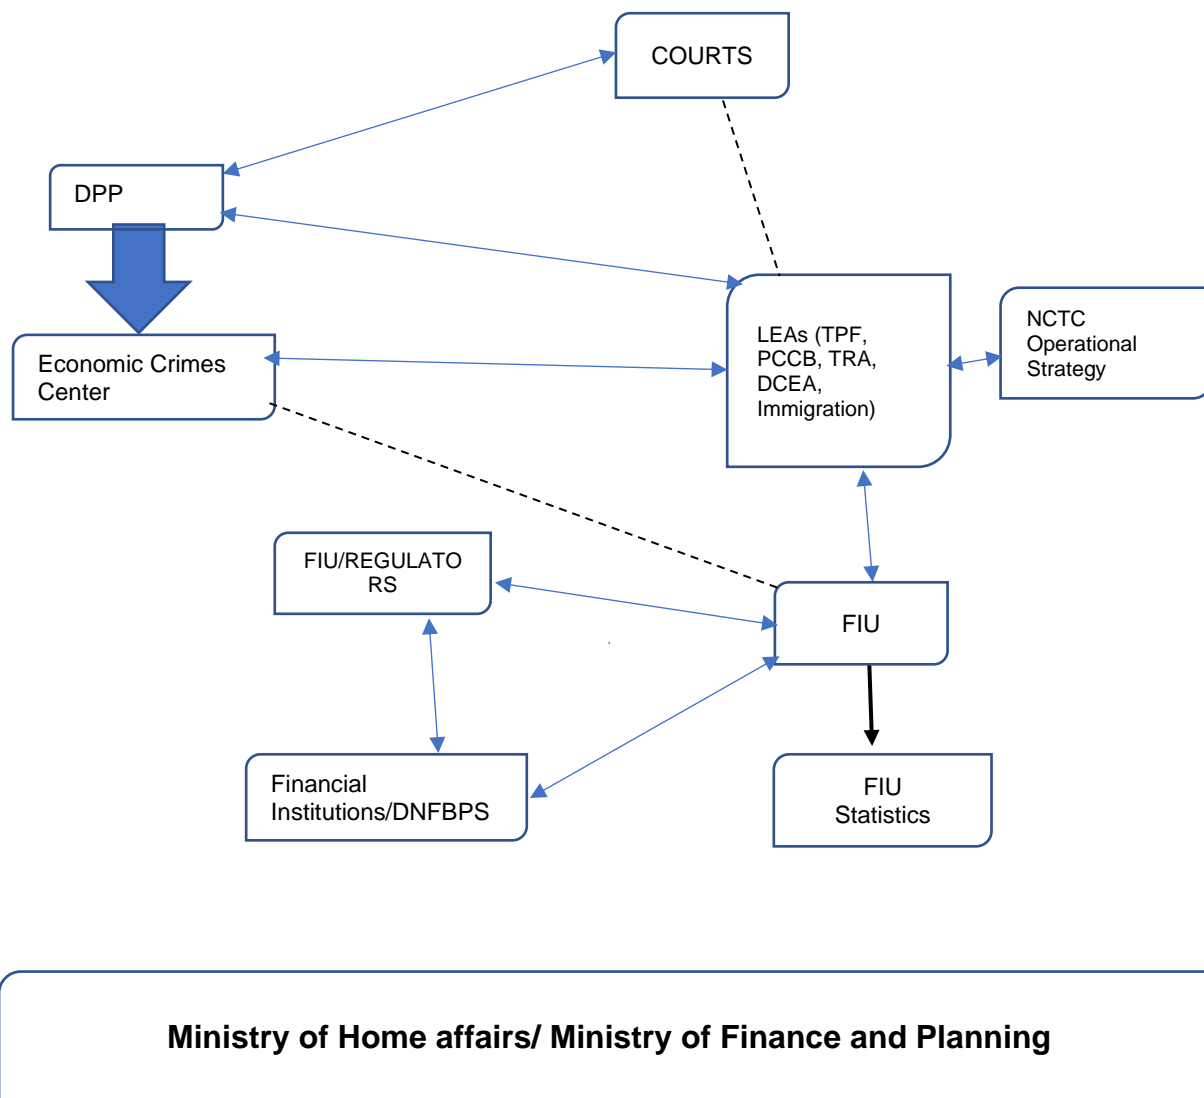 COURTS
DPP
LEAs (TPF,
PCCB, TRA,
DCEA,
Immigration)
NCTC
Operational
Strategy
Economic Crimes
Center
FIU/REGULATO
RS
FIU
Financial
Institutions/DNFBPS
FIU
Statistics
Ministry of Home affairs/ Ministry of Finance and Planning